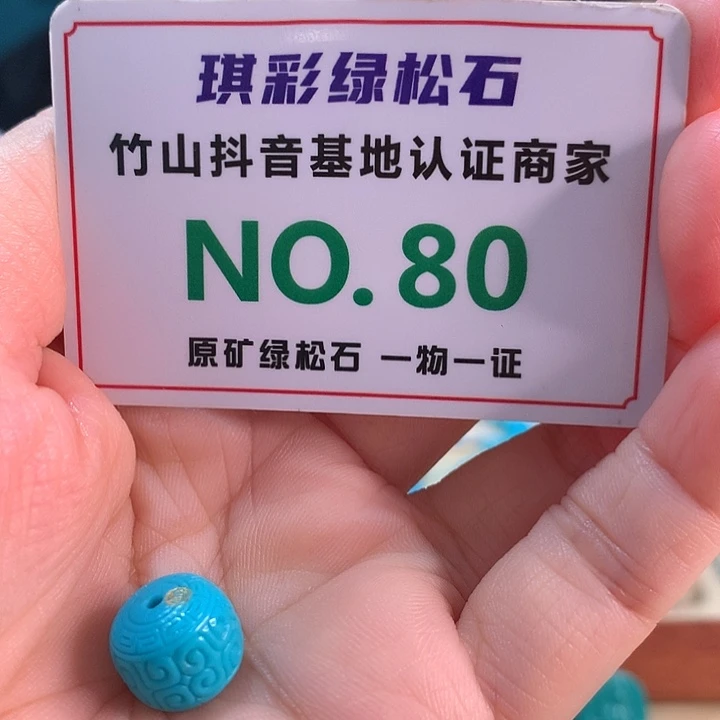 琪彩绿松石
竹山抖音基地认证商家
NO.80
原矿绿松石 一物一证